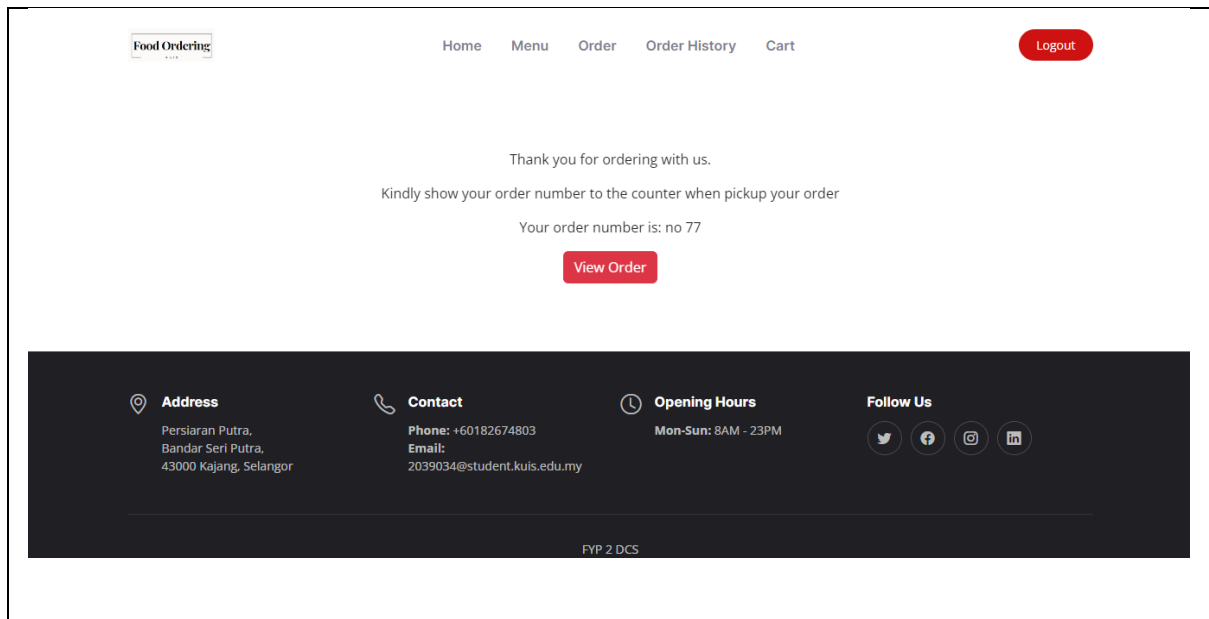 Food Ordering
Home Menu Order Order History Cart
Logout
Thank you for ordering with us.
Kindly show your order number to the counter when pickup your order
Your order number is: no 77
View Order
Address
Persiaran Putra,
Bandar Seri Putra,
43000 Kajang, Selangor
Contact
Phone: +60182674803
Email:
2039034@student.kuis.edu.my
Opening Hours
Mon-Sun: 8AM - 23PM
Follow Us
FYP 2 DCS